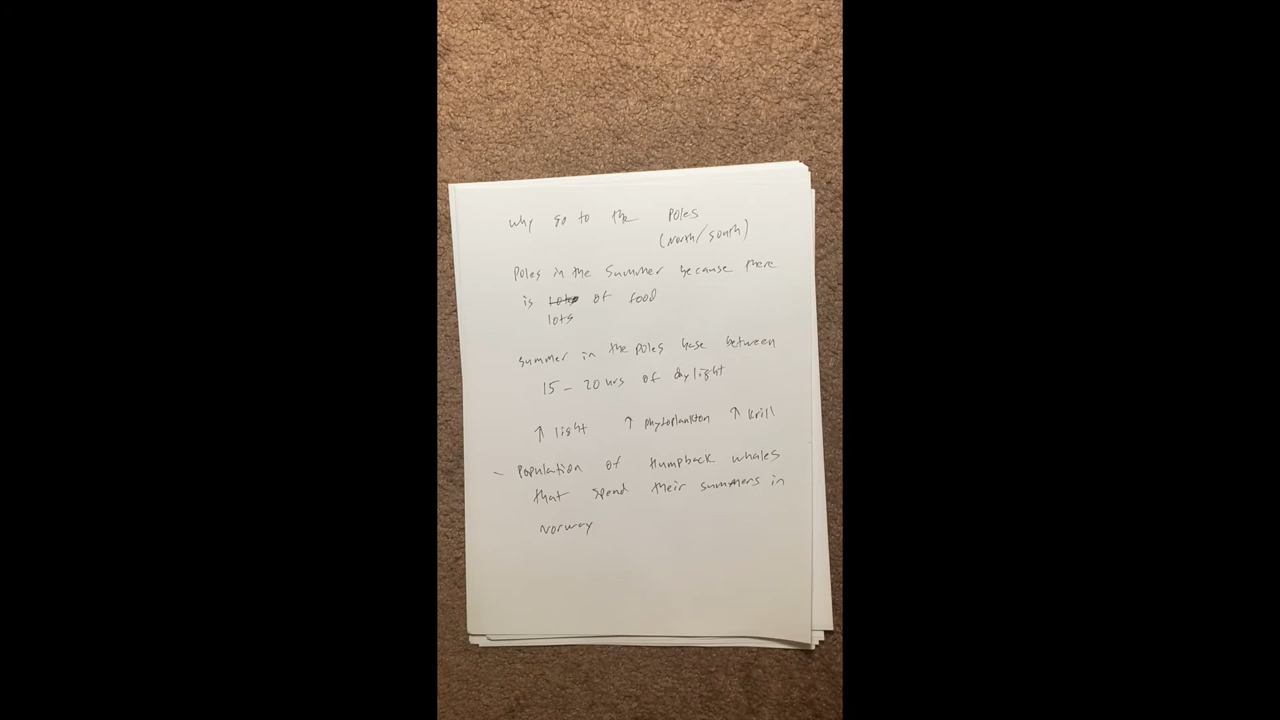 why go to the Poles
(North/South)
Poles in the Summer because there
is of food
lots
Summer in the Poles have between
15 - 20 hrs of daylight
↑ light ↑ phytoplankton ↑ Krill
- Population of Humpback whales
that spend their summers in
Norway